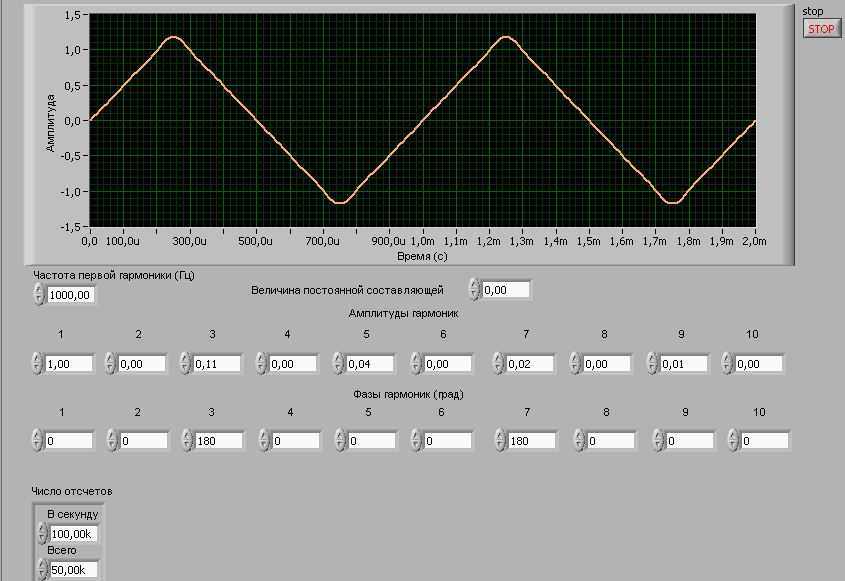 stop
STOP
1,5
1,0
0,5
0,0
-0,5
-1,0
-1,5
Амплитуда
0,0 100,0u 300,0u 500,0u 700,0u 900,0u 1,0m 1,1m 1,2m 1,3m 1,4m 1,5m 1,6m 1,7m 1,8m 1,9m 2,0m
Время (с)
Частота первой гармоники (Гц)
1000,00
Величина постоянной составляющей 0,00
Амплитуды гармоник
1 2 3 4 5 6 7 8 9 10
1,00 0,00 0,11 0,00 0,04 0,00 0,02 0,00 0,01 0,00
Фазы гармоник (град)
1 2 3 4 5 6 7 8 9 10
0 0 180 0 0 0 180 0 0 0
Число отсчетов
В секунду
100,00k
Всего
50,00k